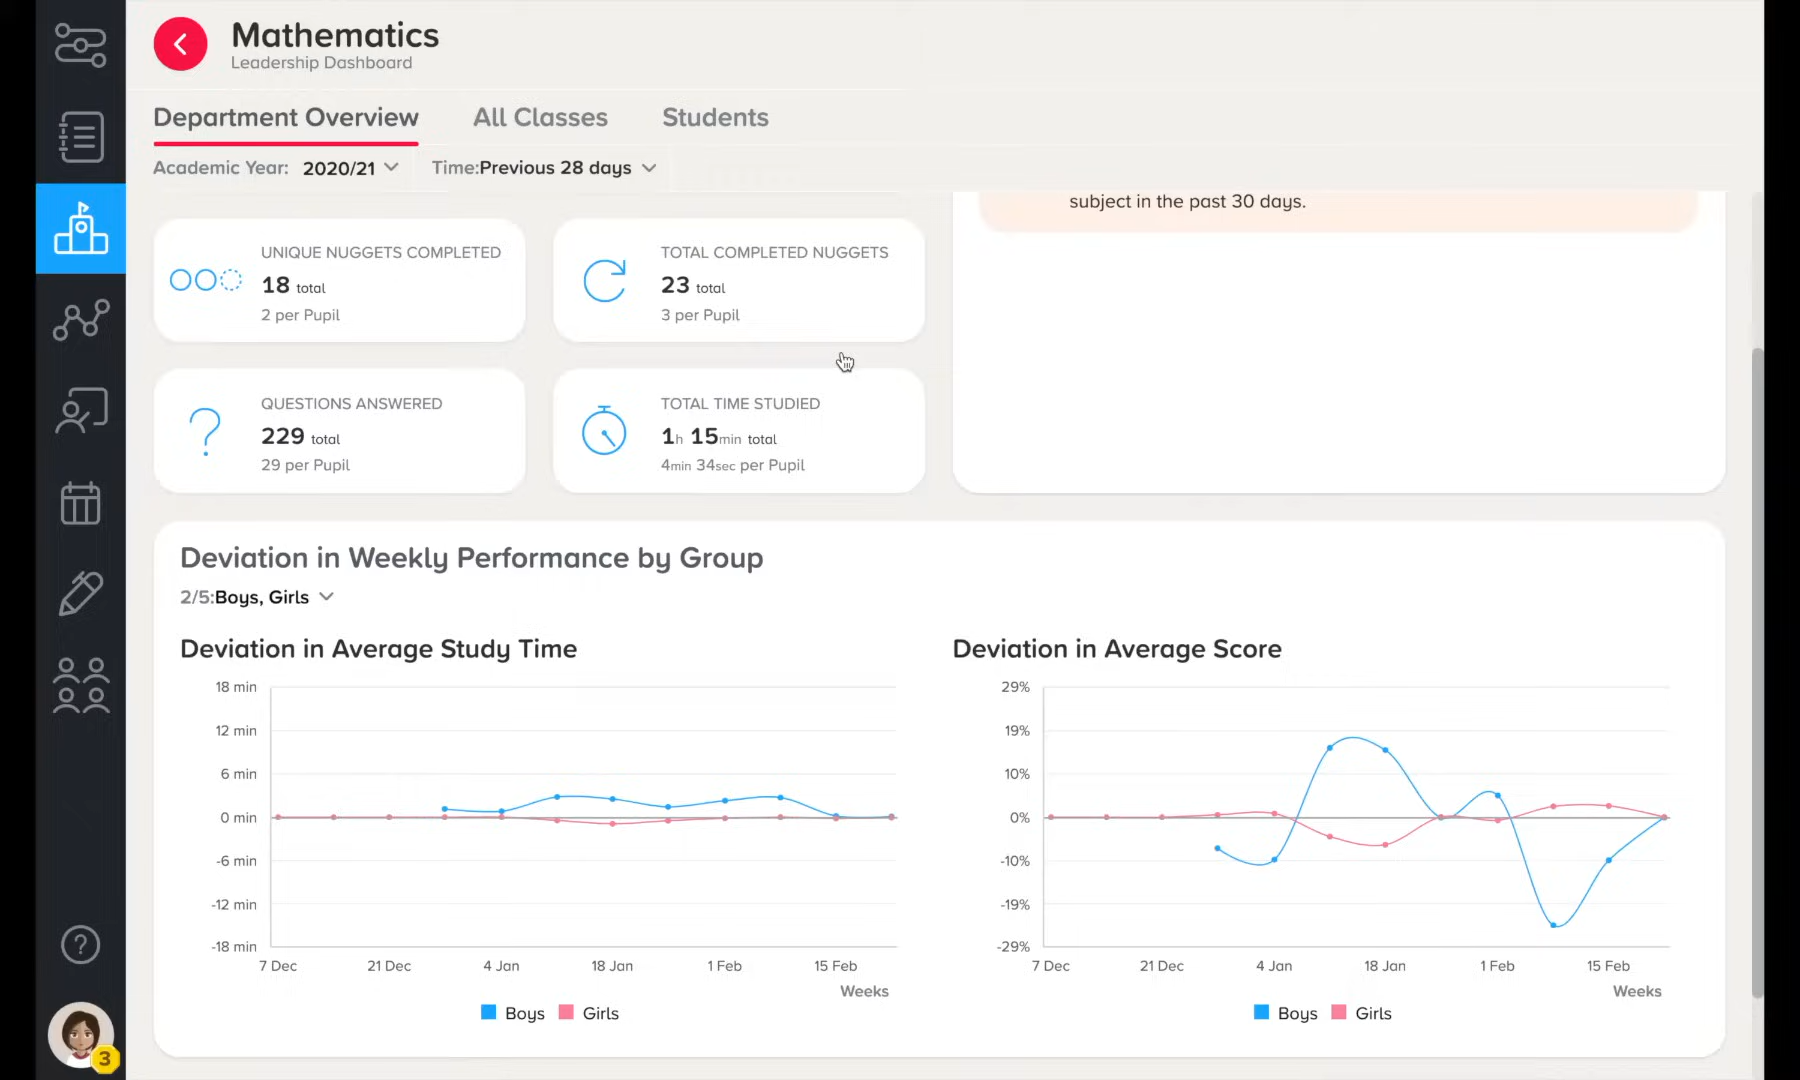 Mathematics
Leadership Dashboard
Department Overview
All Classes
Students
Academic Year: 2020/21
Time:Previous 28 days
subject in the past 30 days.
UNIQUE NUGGETS COMPLETED
18 total
2 per Pupil
TOTAL COMPLETED NUGGETS
23 total
3 per Pupil
QUESTIONS ANSWERED
229 total
29 per Pupil
TOTAL TIME STUDIED
1h 15min total
4min 34sec per Pupil
Deviation in Weekly Performance by Group
2/5:Boys, Girls
Deviation in Average Study Time
18 min
12 min
6 min
0 min
-6 min
-12 min
-18 min
7 Dec
21 Dec
4 Jan
18 Jan
1 Feb
15 Feb
Weeks
Boys
Girls
Deviation in Average Score
29%
19%
10%
0%
-10%
-19%
-29%
7 Dec
21 Dec
4 Jan
18 Jan
1 Feb
15 Feb
Weeks
Boys
Girls
?
3